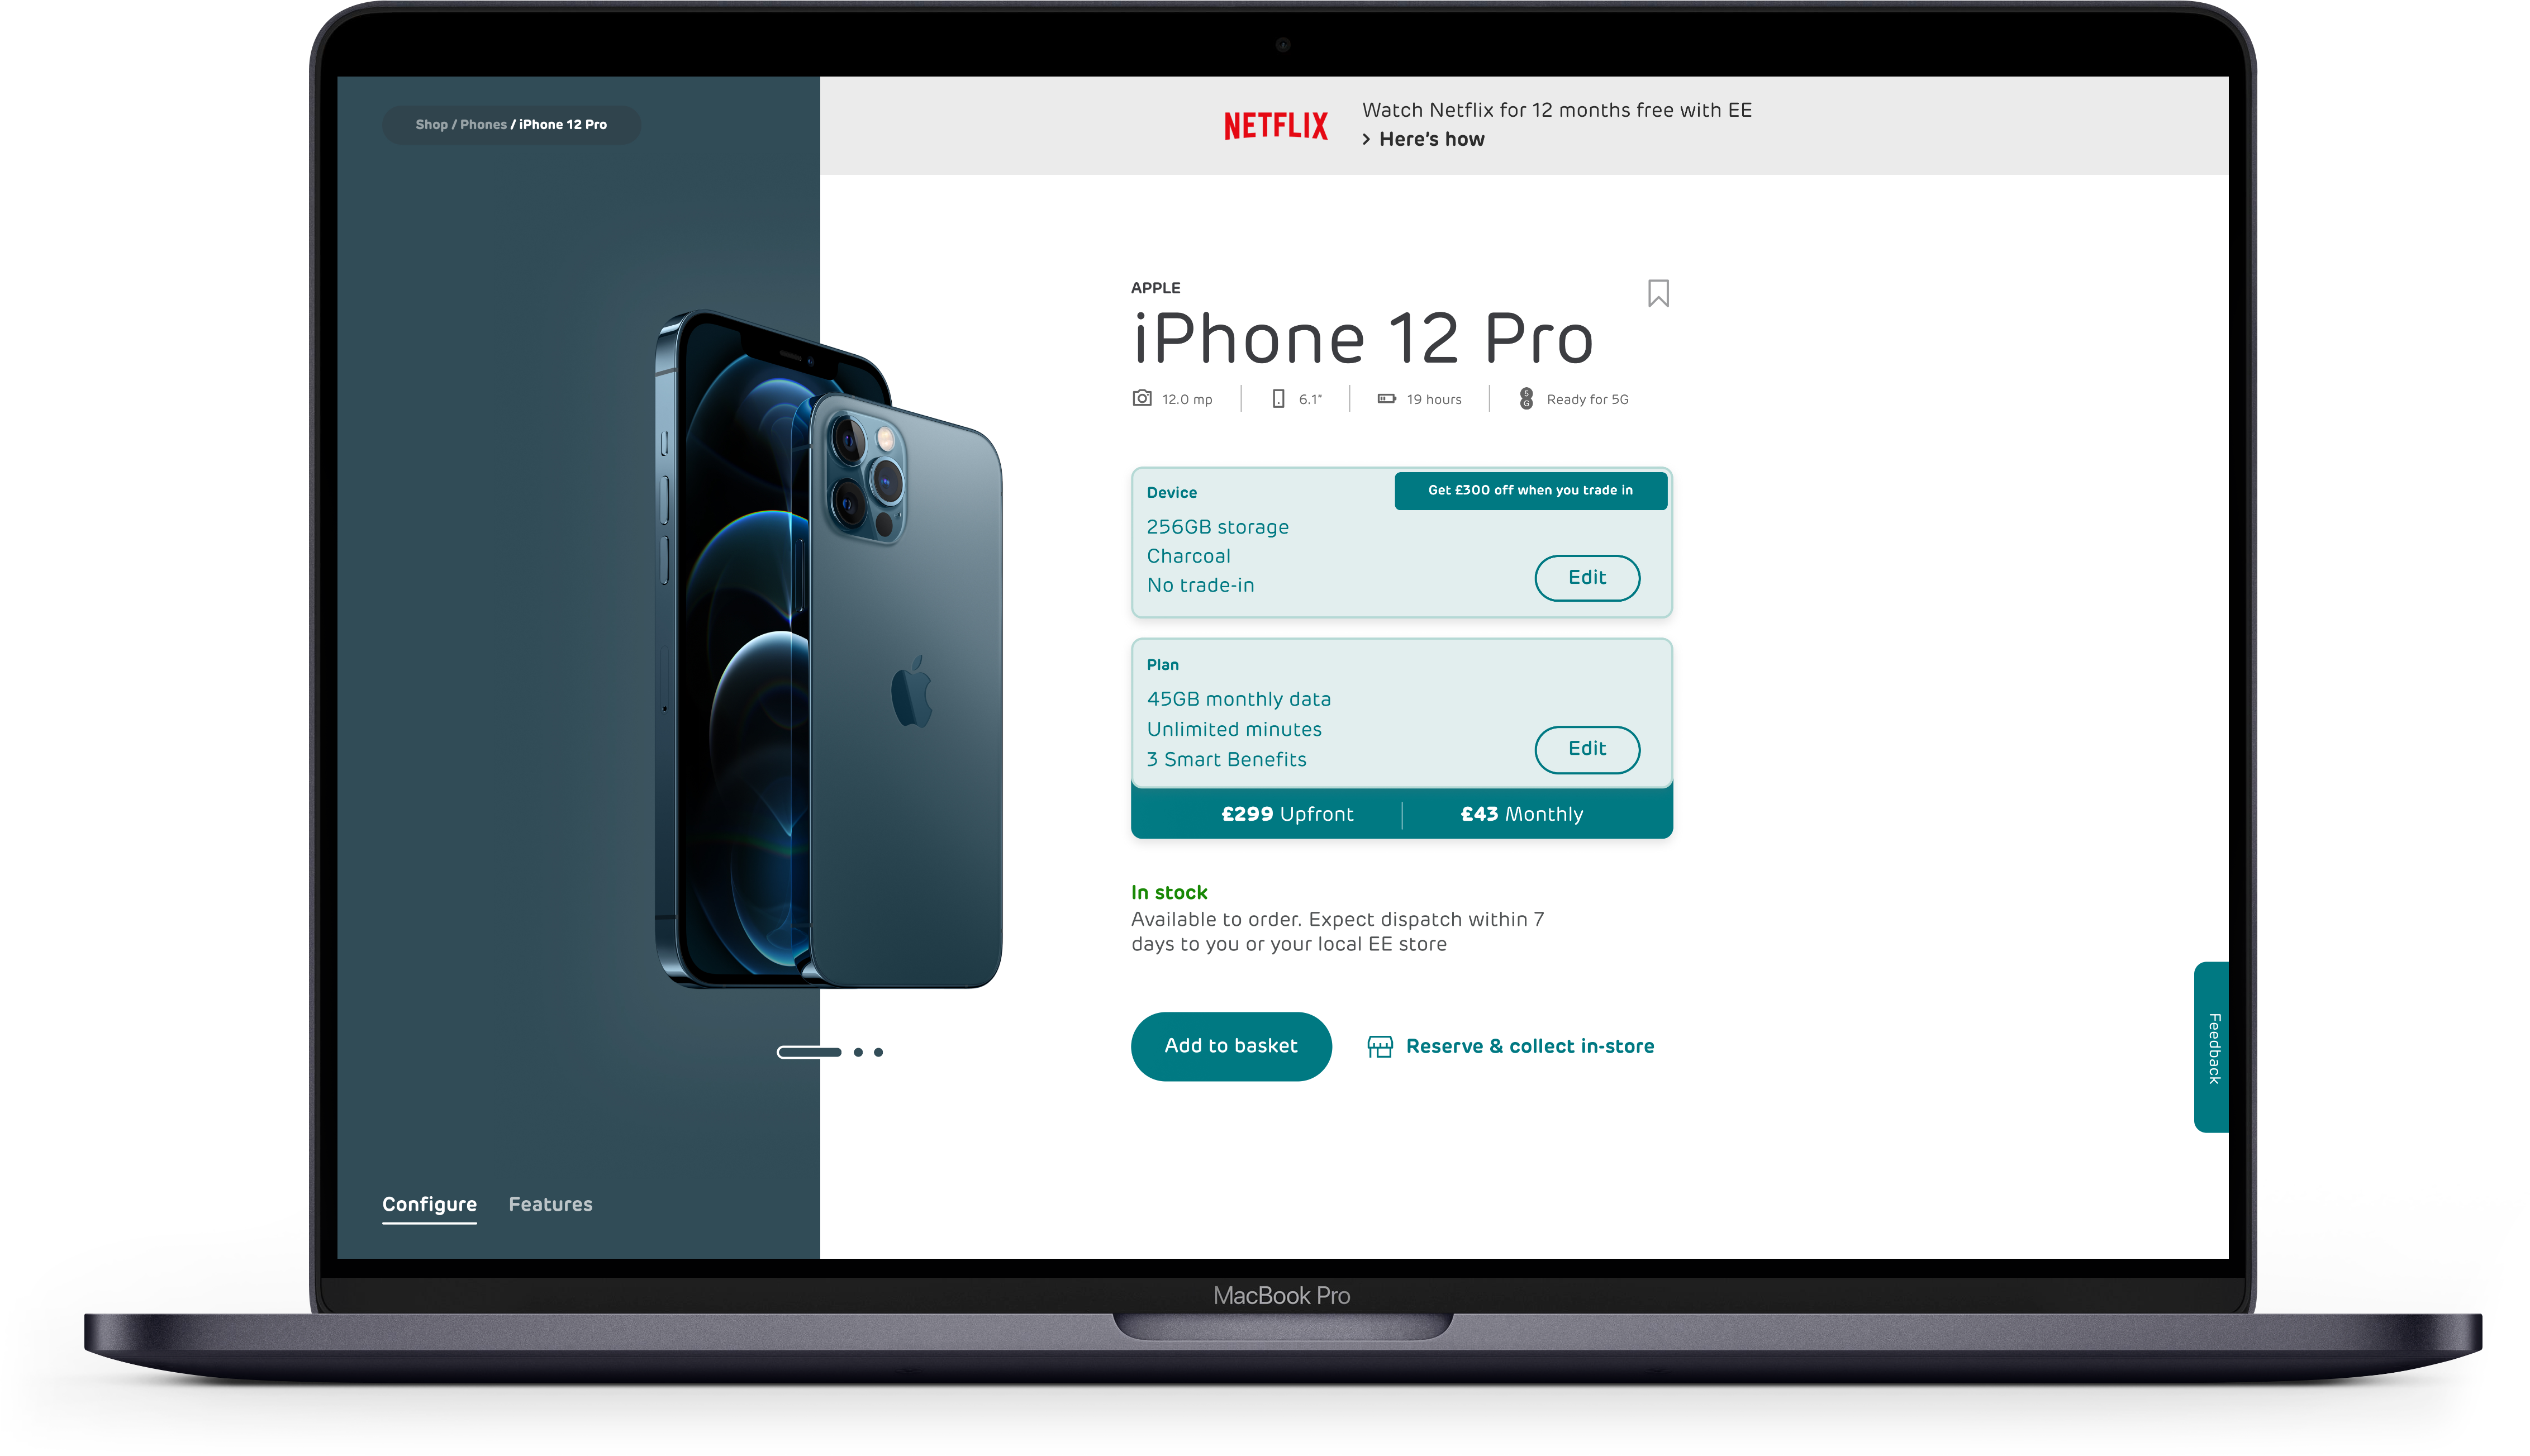 Shop / Phones / iPhone 12 Pro
NETFLIX
Watch Netflix for 12 months free with EE
> Here's how
APPLE
iPhone 12 Pro
12.0 mp
6.1"
19 hours
5G
Ready for 5G
Device
Get £300 off when you trade in
256GB storage
Charcoal
No trade-in
Edit
Plan
45GB monthly data
Unlimited minutes
3 Smart Benefits
Edit
£299 Upfront
£43 Monthly
In stock
Available to order. Expect dispatch within 7
days to you or your local EE store
Add to basket
Reserve & collect in-store
Feedback
Configure
Features
MacBook Pro